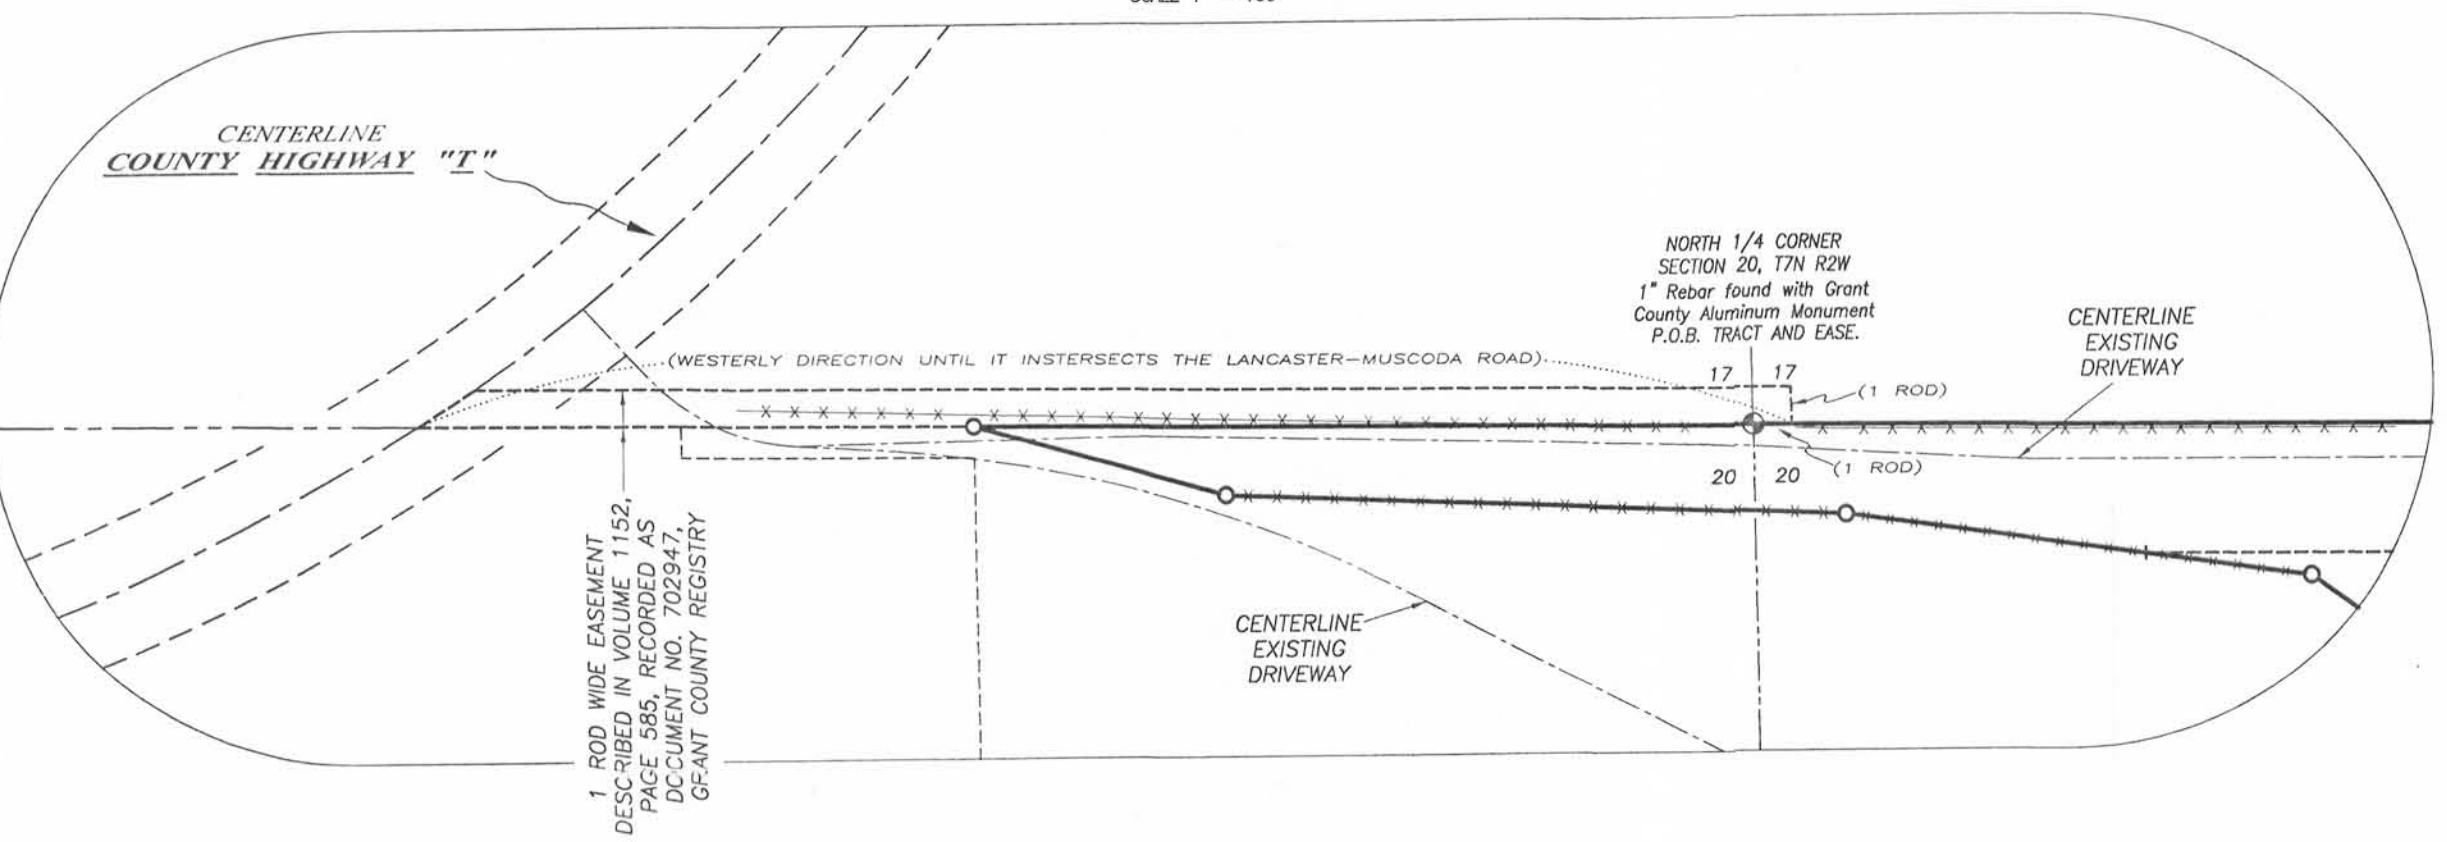 CENTERLINE
COUNTY HIGHWAY "T"
NORTH 1/4 CORNER
SECTION 20, T7N R2W
1" Rebar found with Grant
County Aluminum Monument
P.O.B. TRACT AND EASE.
CENTERLINE
EXISTING
DRIVEWAY
(WESTERLY DIRECTION UNTIL IT INSTERSECTS THE LANCASTER-MUSCODA ROAD)
17 17
(1 ROD)
20 20
(1 ROD)
1 ROD WIDE EASEMENT
DESCRIBED IN VOLUME 1152,
PAGE 585, RECORDED AS
DOCUMENT NO. 702947,
GRANT COUNTY REGISTRY
CENTERLINE
EXISTING
DRIVEWAY